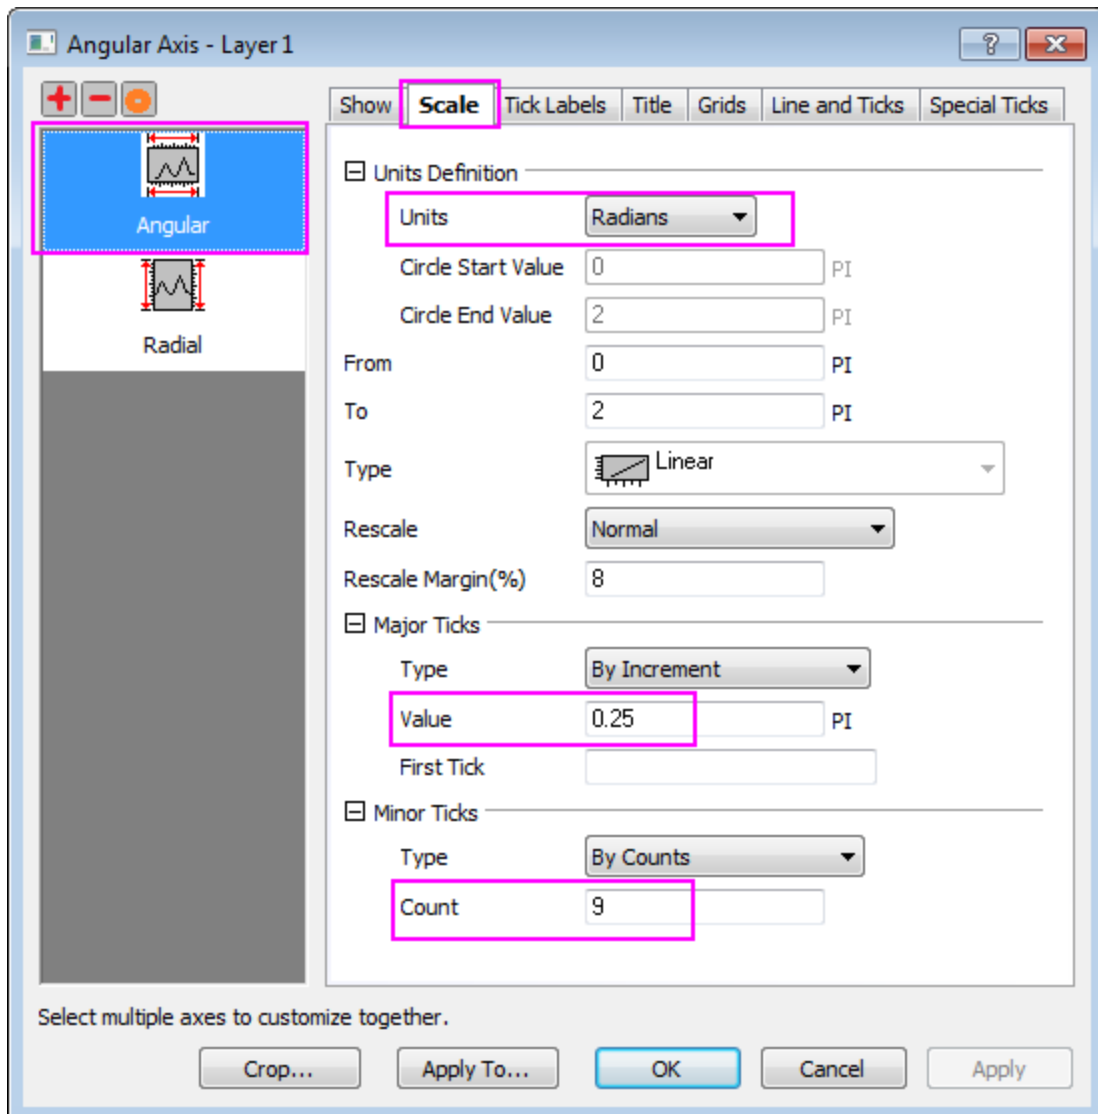 Angular Axis - Layer 1
Show Scale Tick Labels Title Grids Line and Ticks Special Ticks
Angular
Radial
Units Definition
Units Radians
Circle Start Value 0 PI
Circle End Value 2 PI
From 0 PI
To 2 PI
Type Linear
Rescale Normal
Rescale Margin(%) 8
Major Ticks
Type By Increment
Value 0.25 PI
First Tick
Minor Ticks
Type By Counts
Count 9
Select multiple axes to customize together.
Crop... Apply To... OK Cancel Apply